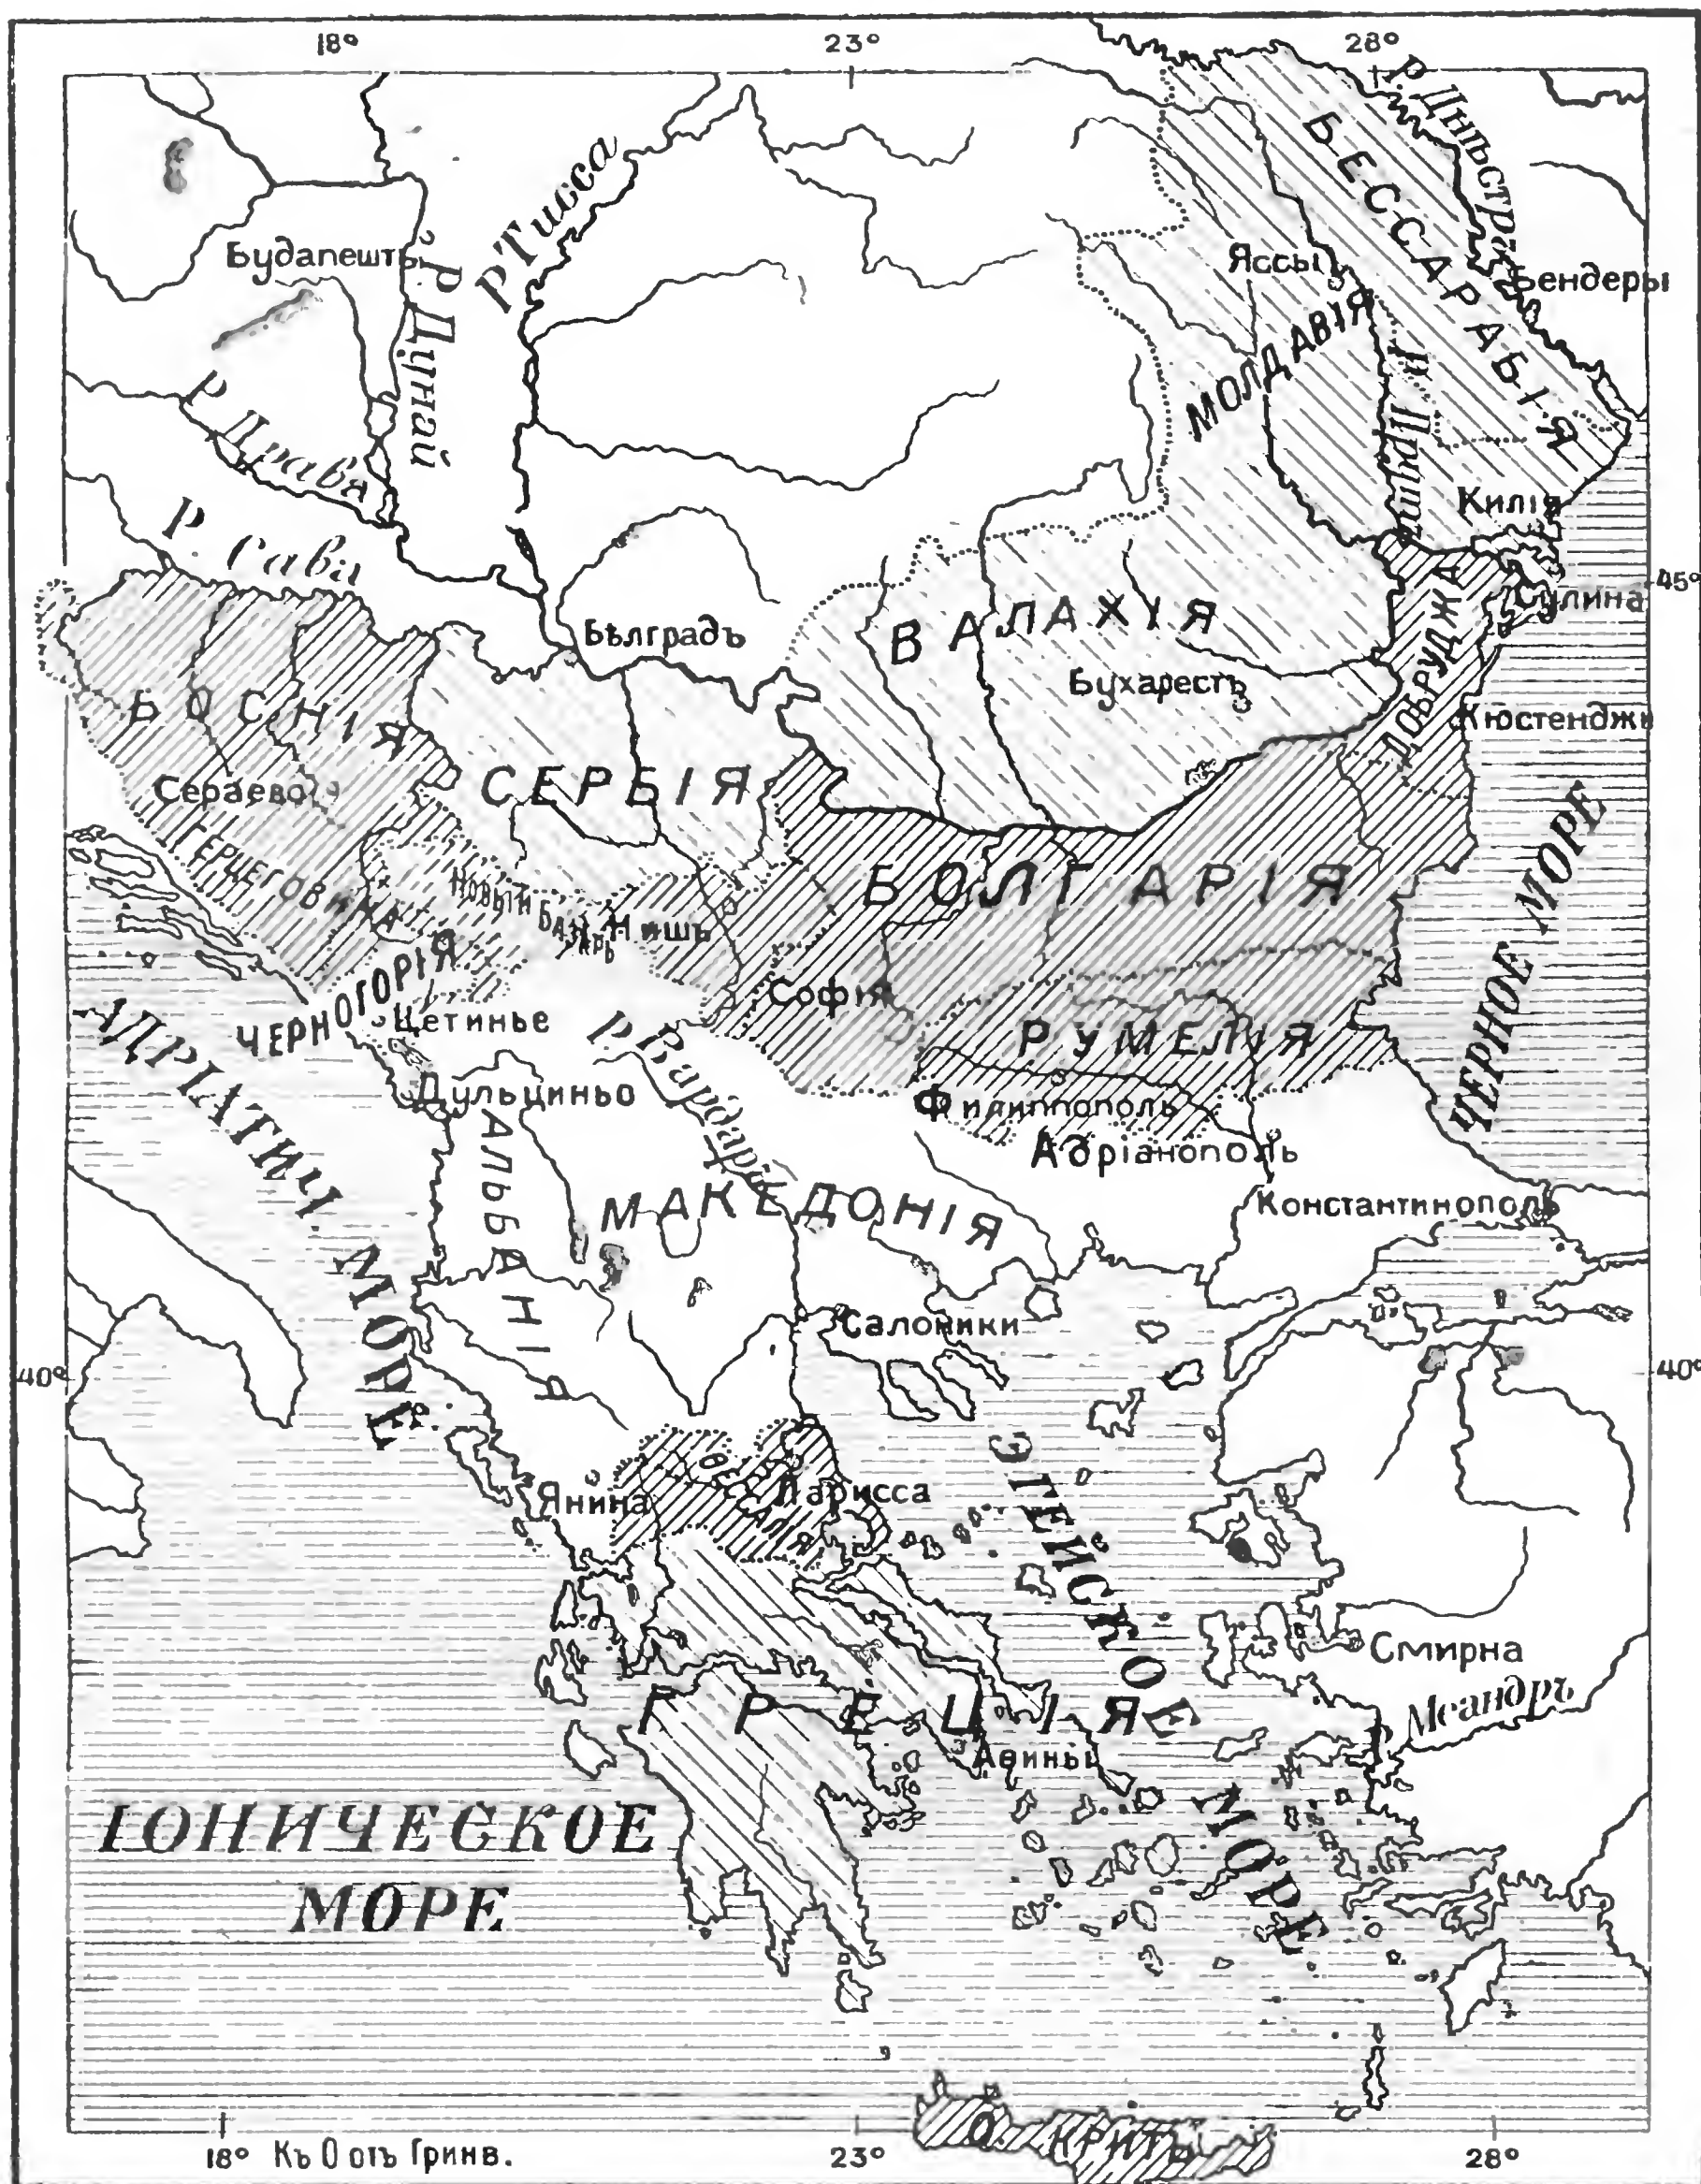 18° 23° 28°
Р. Днѣстръ
БЕССАРАБІЯ
Р. Тисса
Будапештъ
Р. Дунай
Яссы
Бендеры
МОЛДАВІЯ
Р. Прутъ
Р. Драва
Р. Сава
Килія
45°
Сулина
ДОБРУДЖА
Бѣлградъ
ВАЛАХІЯ
Бухарестъ
Кюстенджи
БОСНІЯ
СЕРБІЯ
Сераево
ГЕРЦЕГОВИНА
БОЛГАРІЯ
ЧЕРНОЕ МОРЕ
Новый
БАЗАРЬ
Нишъ
ЧЕРНОГОРІЯ
Софія
Цетинье
Р. Вардаръ
РУМЕЛІЯ
АДРІАТИЧ. МОРЕ
Дульциньо
Филиппополь
Адріанополь
АЛЬБАНІЯ
МАКЕДОНІЯ
Константинополь
Салоники
40° 40°
ѲЕССАЛІЯ
Янина
Ларисса
ЭГЕЙСКОЕ МОРЕ
Смирна
Меандръ
ГРЕЦІЯ
Аѳины
ІОНИЧЕСКОЕ
МОРЕ
О. КРИТЪ
18° Къ О отъ Гринв. 23° 28°